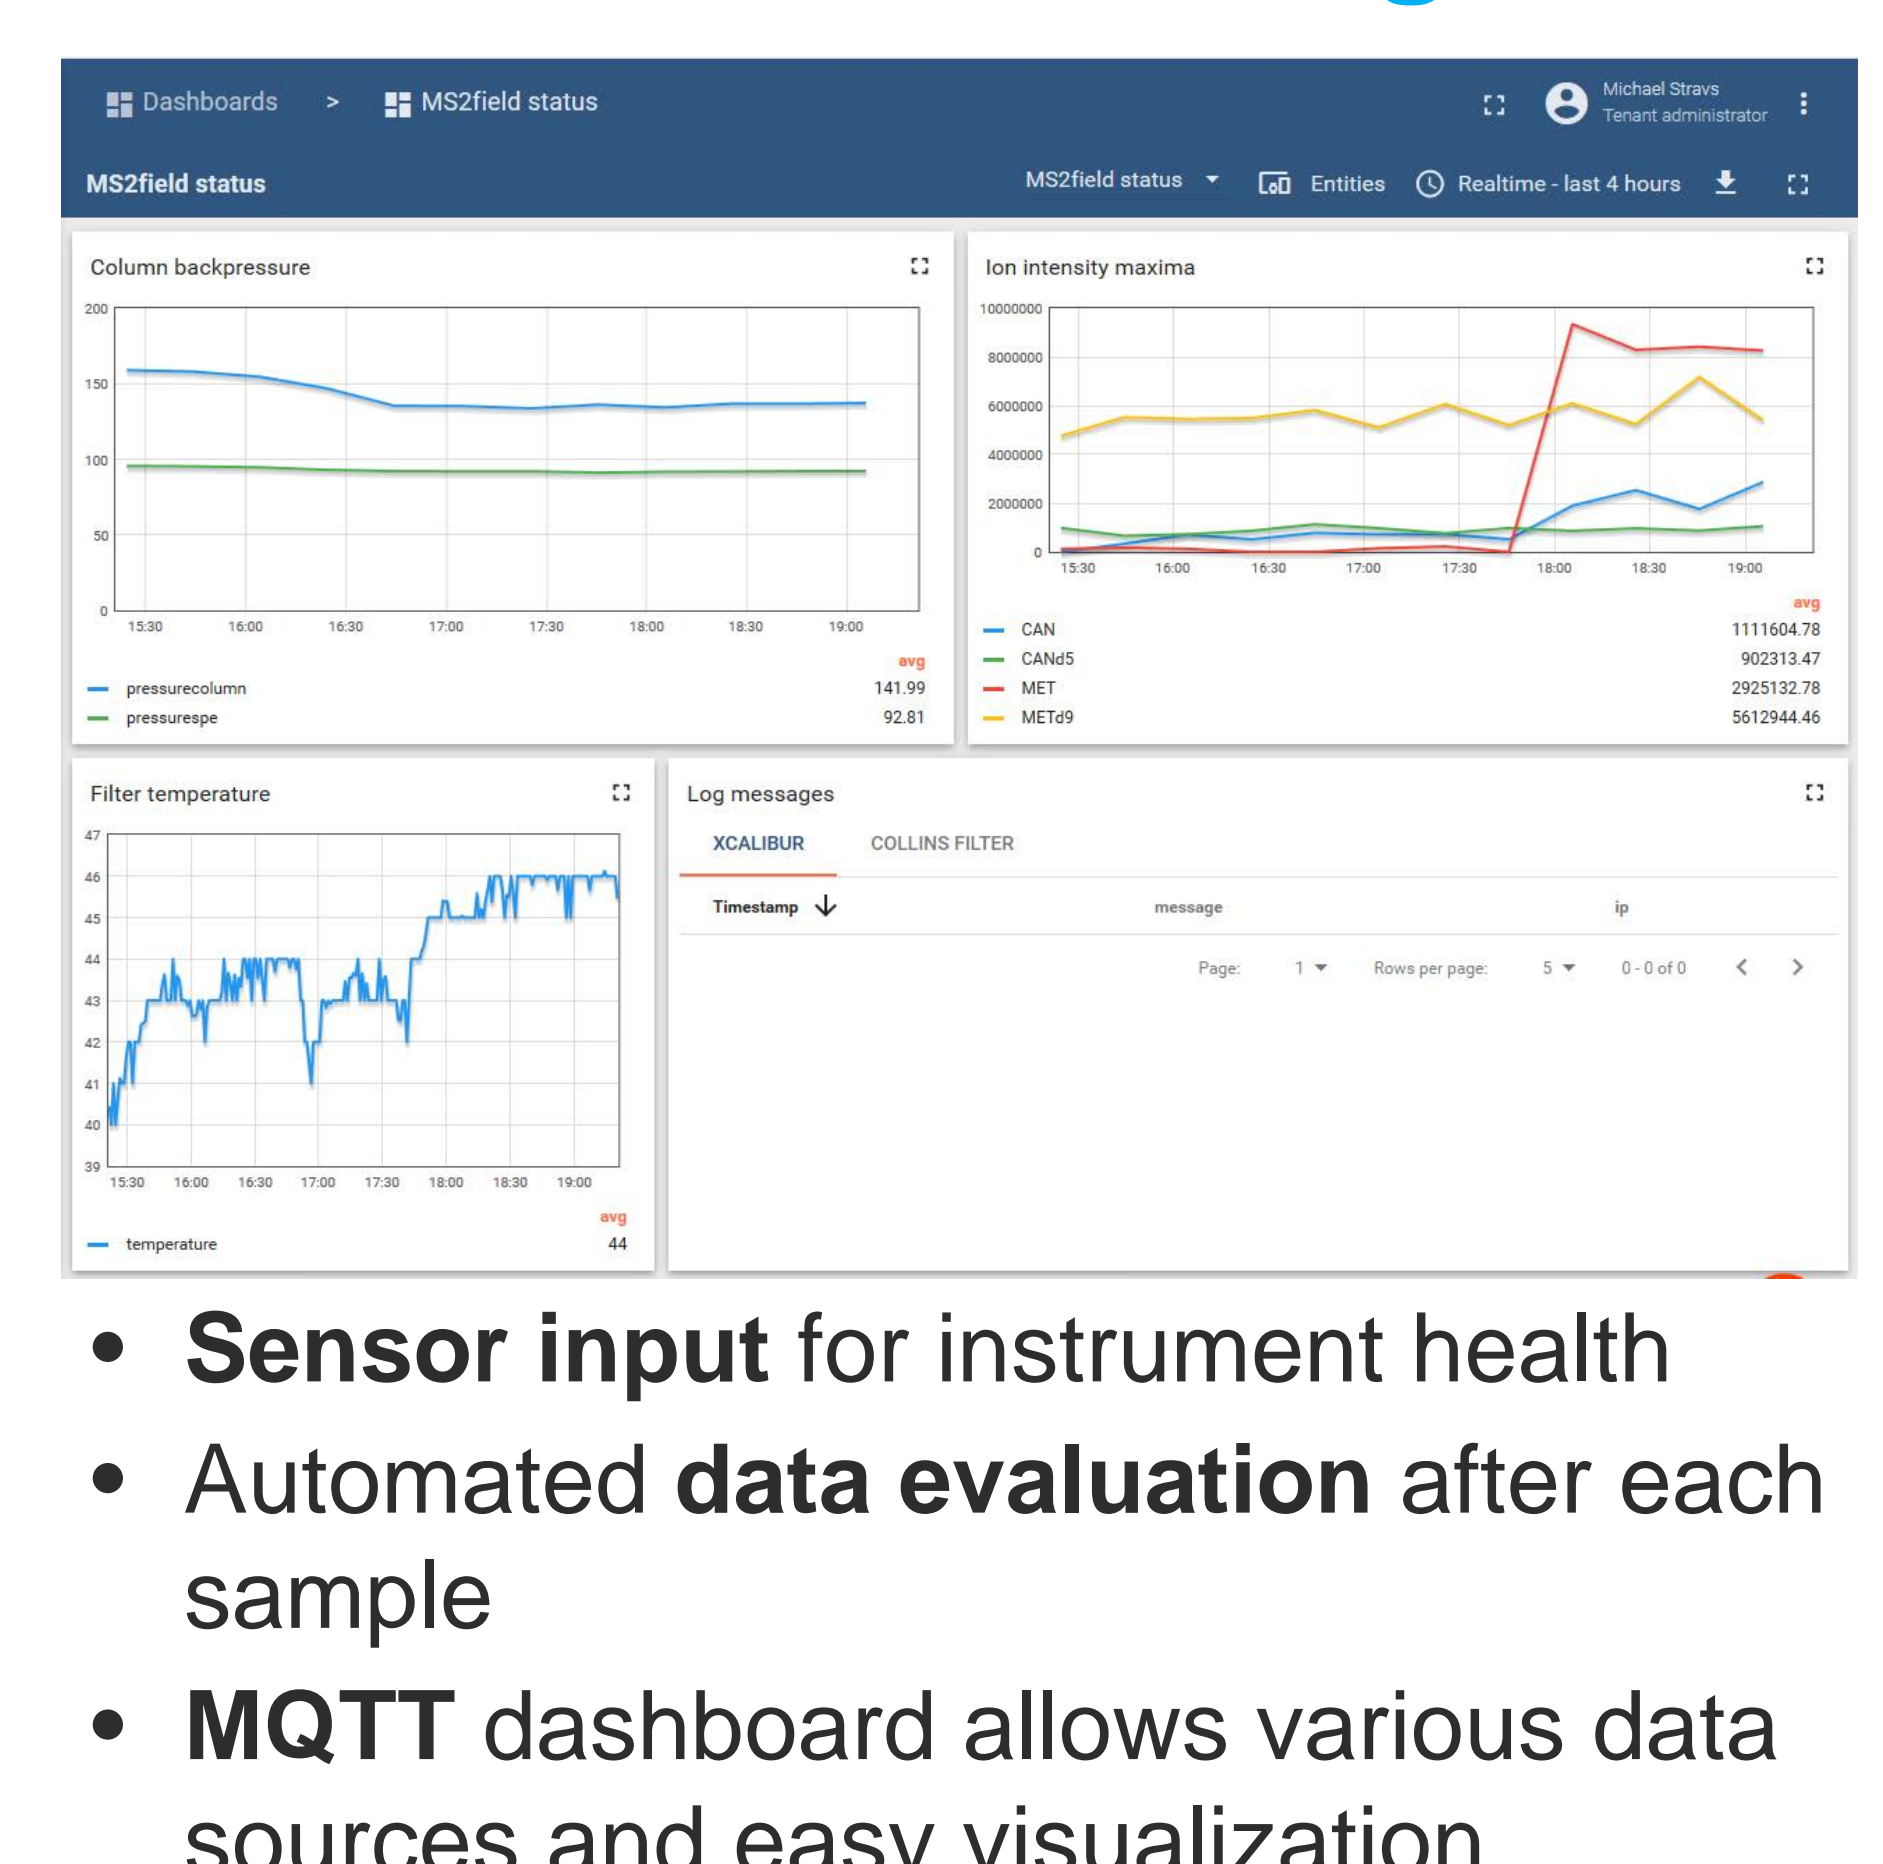 Dashboards > MS2field status
Michael Stravs
Tenant administrator
MS2field status
MS2field status Entities Realtime - last 4 hours
Column backpressure
200
150
100
50
0
15:30 16:00 16:30 17:00 17:30 18:00 18:30 19:00
avg
pressurecolumn 141.99
pressurespe 92.81
Ion intensity maxima
10000000
8000000
6000000
4000000
2000000
0
15:30 16:00 16:30 17:00 17:30 18:00 18:30 19:00
avg
CAN 1111604.78
CANd5 902313.47
MET 2925132.78
METd9 5612944.46
Filter temperature
47
46
45
44
43
42
41
40
39
15:30 16:00 16:30 17:00 17:30 18:00 18:30 19:00
avg
temperature 44
Log messages
XCALIBUR COLLINS FILTER
Timestamp message ip
Page: 1 Rows per page: 5 0 - 0 of 0
• Sensor input for instrument health
• Automated data evaluation after each
sample
• MQTT dashboard allows various data
sources and easy visualization